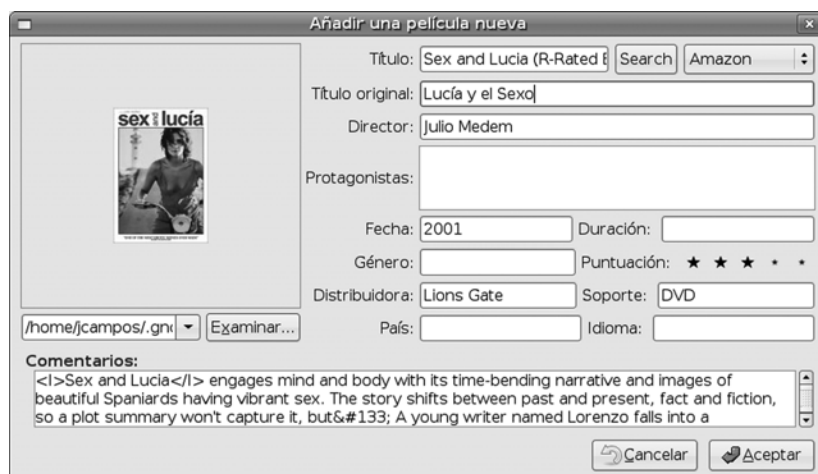 Añadir una película nueva
Título: Sex and Lucia (R-Rated E Search Amazon
sex and lucía
Título original: Lucía y el Sexo
Director: Julio Medem
Protagonistas:
Fecha: 2001 Duración:
Género: Puntuación: ★ ★ ★ ⋆ ⋆
Distribuidora: Lions Gate Soporte: DVD
/home/jcampos/.gn Examinar... País: Idioma:
Comentarios:
<I>Sex and Lucia</I> engages mind and body with its time-bending narrative and images of
beautiful Spaniards having vibrant sex. The story shifts between past and present, fact and fiction,
so a plot summary won't capture it, but&#133; A young writer named Lorenzo falls into a
Cancelar Aceptar